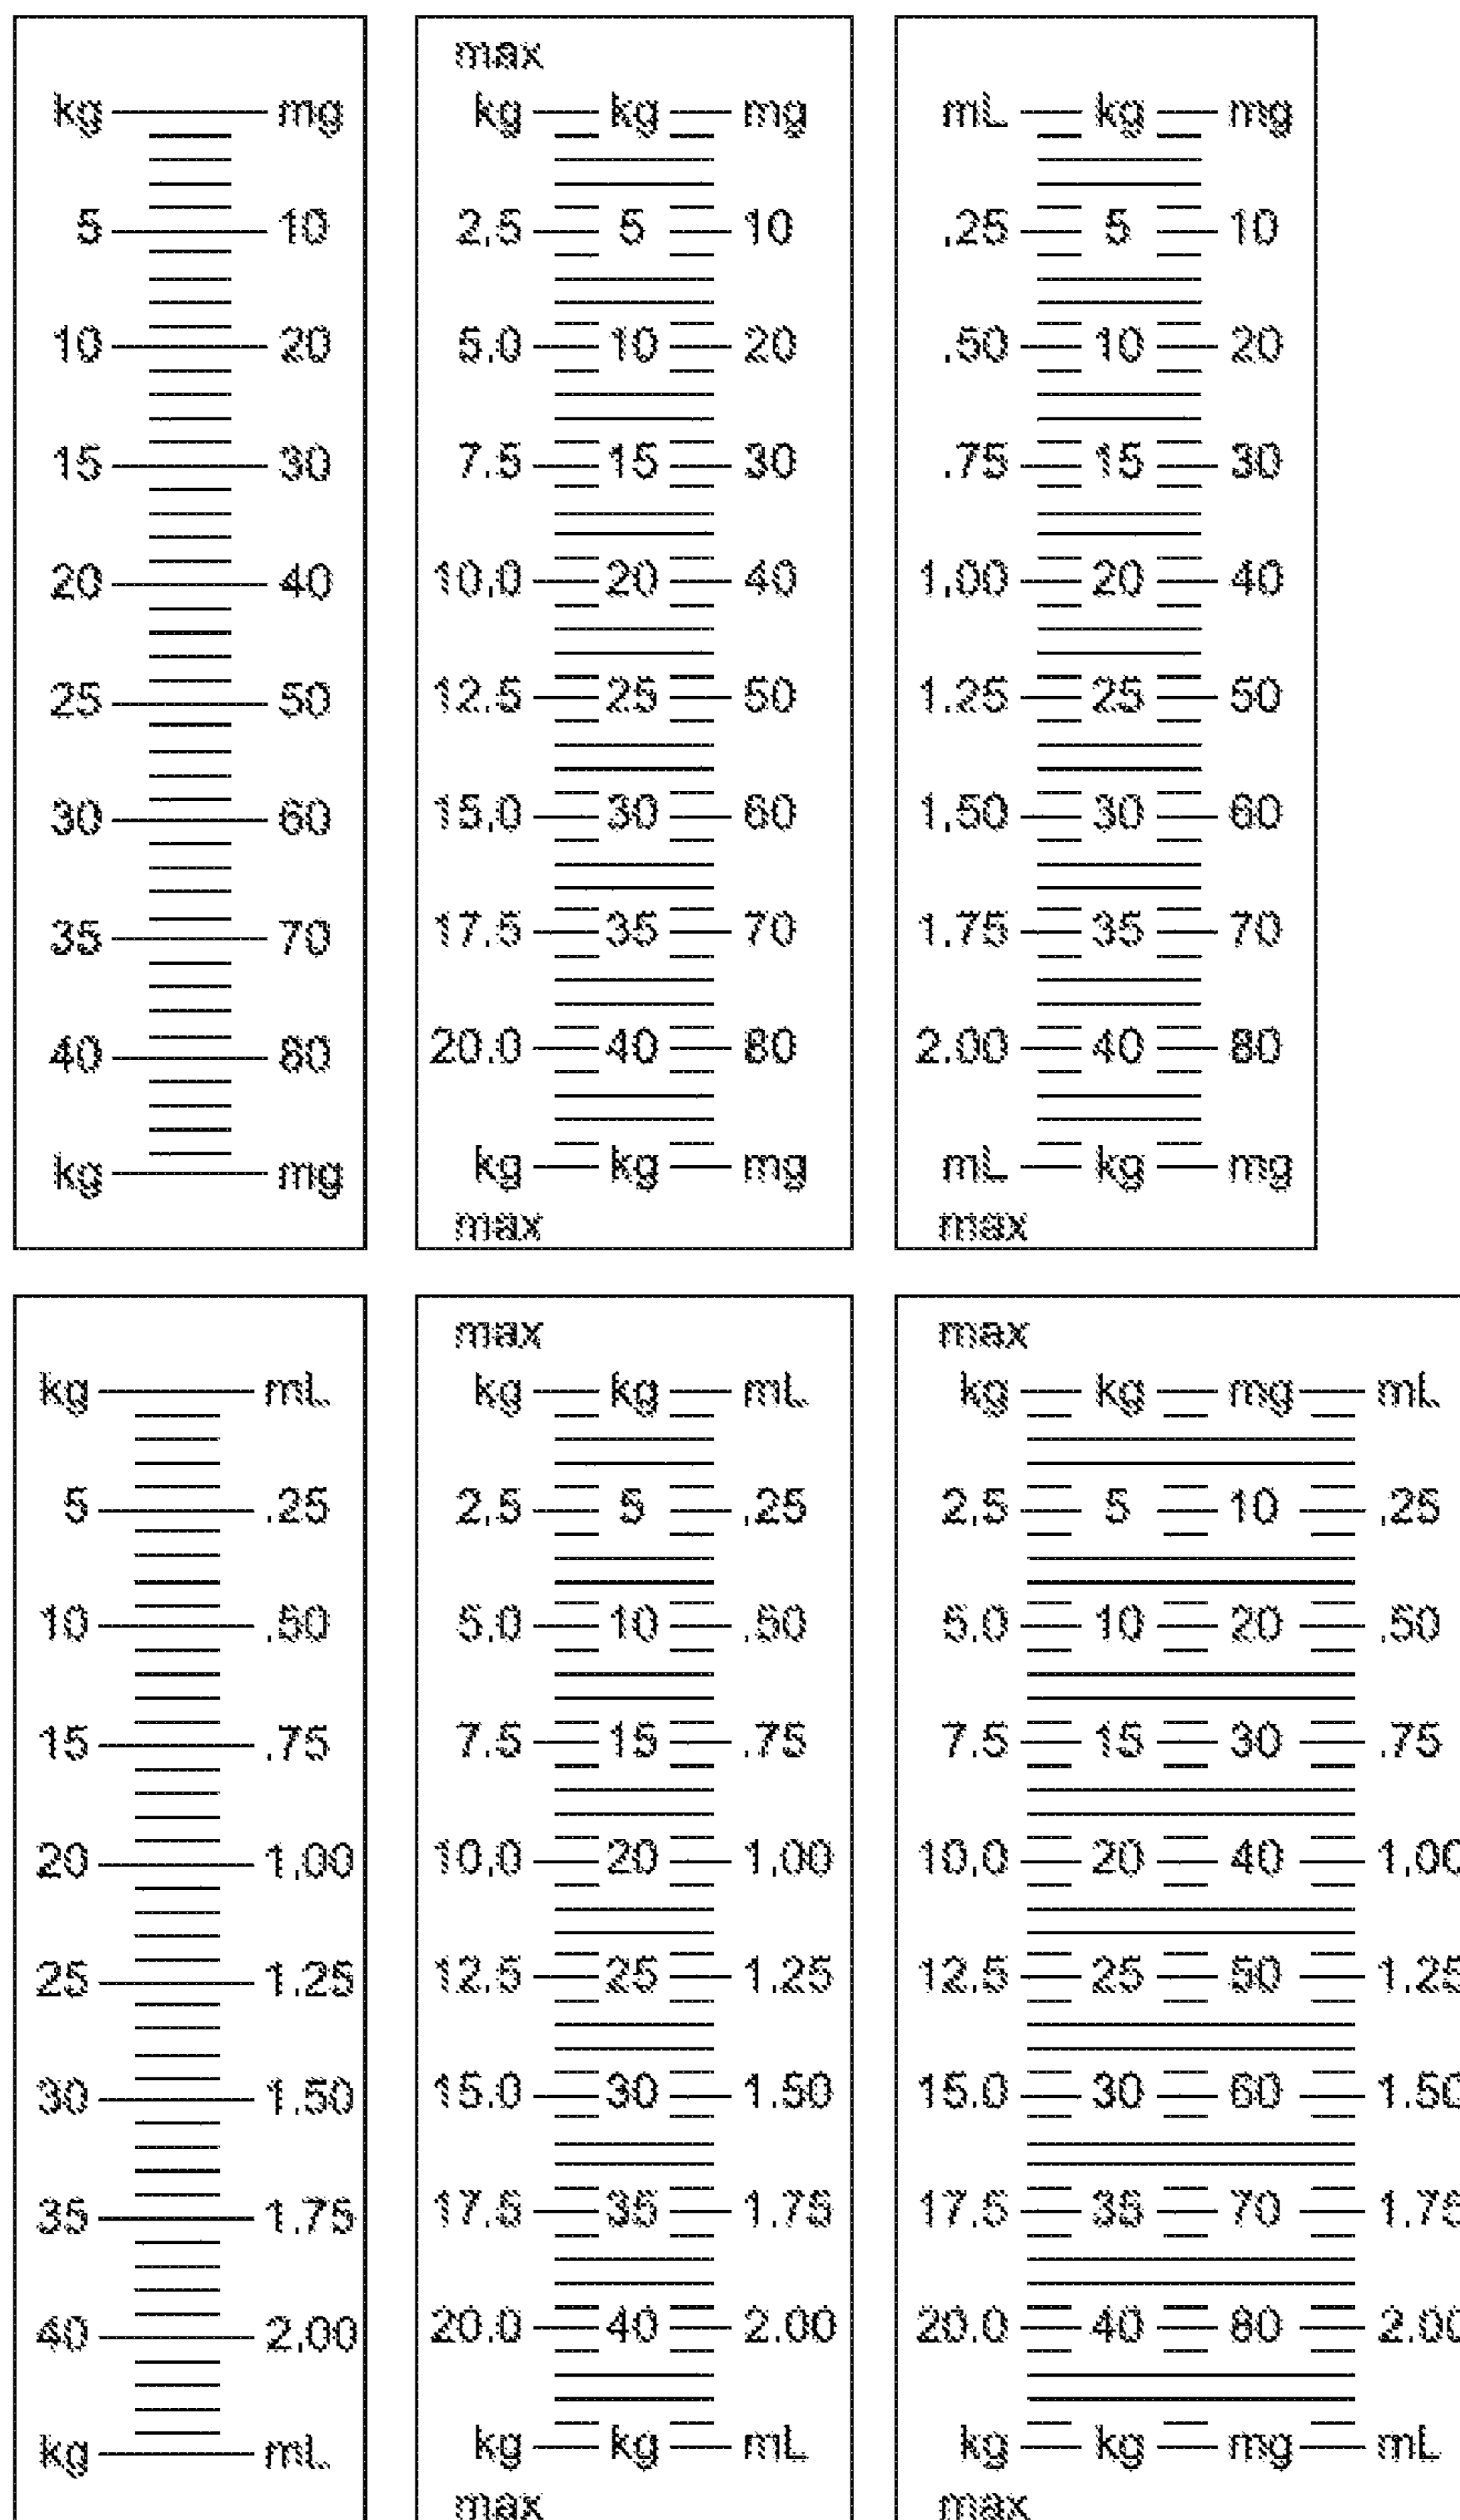 kg mg
5 10
10 20
15 30
20 40
25 50
30 60
35 70
40 80
kg mg
max
kg kg mg
2.5 5 10
5.0 10 20
7.5 15 30
10.0 20 40
12.5 25 50
15.0 30 60
17.5 35 70
20.0 40 80
kg kg mg
max
mL kg mg
.25 5 10
.50 10 20
.75 15 30
1.00 20 40
1.25 25 50
1.50 30 60
1.75 35 70
2.00 40 80
mL kg mg
max
kg mL
5 .25
10 .50
15 .75
20 1.00
25 1.25
30 1.50
35 1.75
40 2.00
kg mL
max
kg kg mL
2.5 5 .25
5.0 10 .50
7.5 15 .75
10.0 20 1.00
12.5 25 1.25
15.0 30 1.50
17.5 35 1.75
20.0 40 2.00
kg kg mL
max
max
kg kg mg mL
2.5 5 10 .25
5.0 10 20 .50
7.5 15 30 .75
10.0 20 40 1.00
12.5 25 50 1.25
15.0 30 60 1.50
17.5 35 70 1.75
20.0 40 80 2.00
kg kg mg mL
max